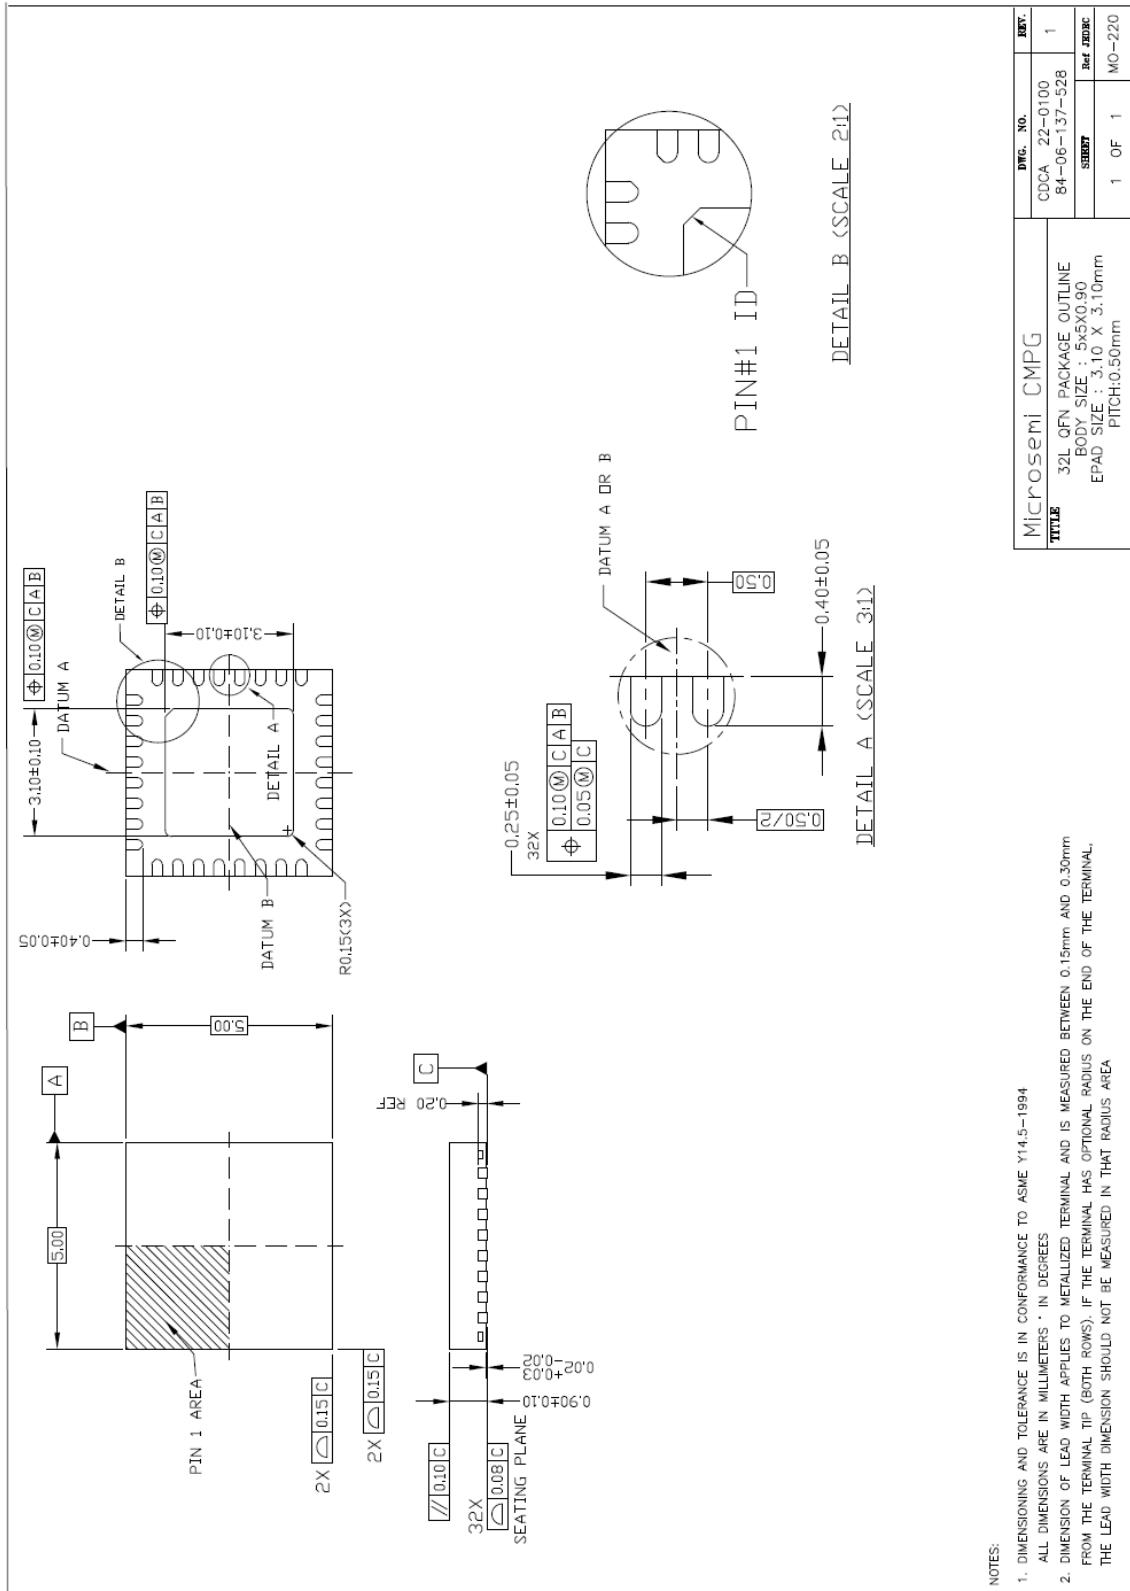 PIN 1 AREA
5.00
A
B
5.00
2X ⌓ 0.15 C
2X ⌓ 0.15 C
// 0.10 C
32X
⌓ 0.08 C
SEATING PLANE
0.90±0.10
0.02 +0.03
-0.02
0.20 REF
C
0.40±0.05
3.10±0.10
⌖ 0.10 Ⓜ C A B
DATUM A
DETAIL B
⌖ 0.10 Ⓜ C A B
3.10±0.10
DETAIL A
DATUM B
R0.15(3X)
0.25±0.05
32X
⌖ 0.10 Ⓜ C A B
0.05 Ⓜ C
DATUM A OR B
0.50
0.50/2
0.40±0.05
DETAIL A (SCALE 3:1)
PIN#1 ID
DETAIL B (SCALE 2:1)
NOTES:
1. DIMENSIONING AND TOLERANCE IS IN CONFORMANCE TO ASME Y14.5-1994
ALL DIMENSIONS ARE IN MILLIMETERS ° IN DEGREES
2. DIMENSION OF LEAD WIDTH APPLIES TO METALLIZED TERMINAL AND IS MEASURED BETWEEN 0.15mm AND 0.30mm
FROM THE TERMINAL TIP (BOTH ROWS). IF THE TERMINAL HAS OPTIONAL RADIUS ON THE END OF THE TERMINAL,
THE LEAD WIDTH DIMENSION SHOULD NOT BE MEASURED IN THAT RADIUS AREA
Microsemi CMPG
TITLE
32L QFN PACKAGE OUTLINE
BODY SIZE : 5x5X0.90
EPAD SIZE : 3.10 X 3.10mm
PITCH:0.50mm
DWG. NO.
CDCA 22-0100
84-06-137-528
REV.
1
SHEET
1 OF 1
Ref JEDEC
MO-220